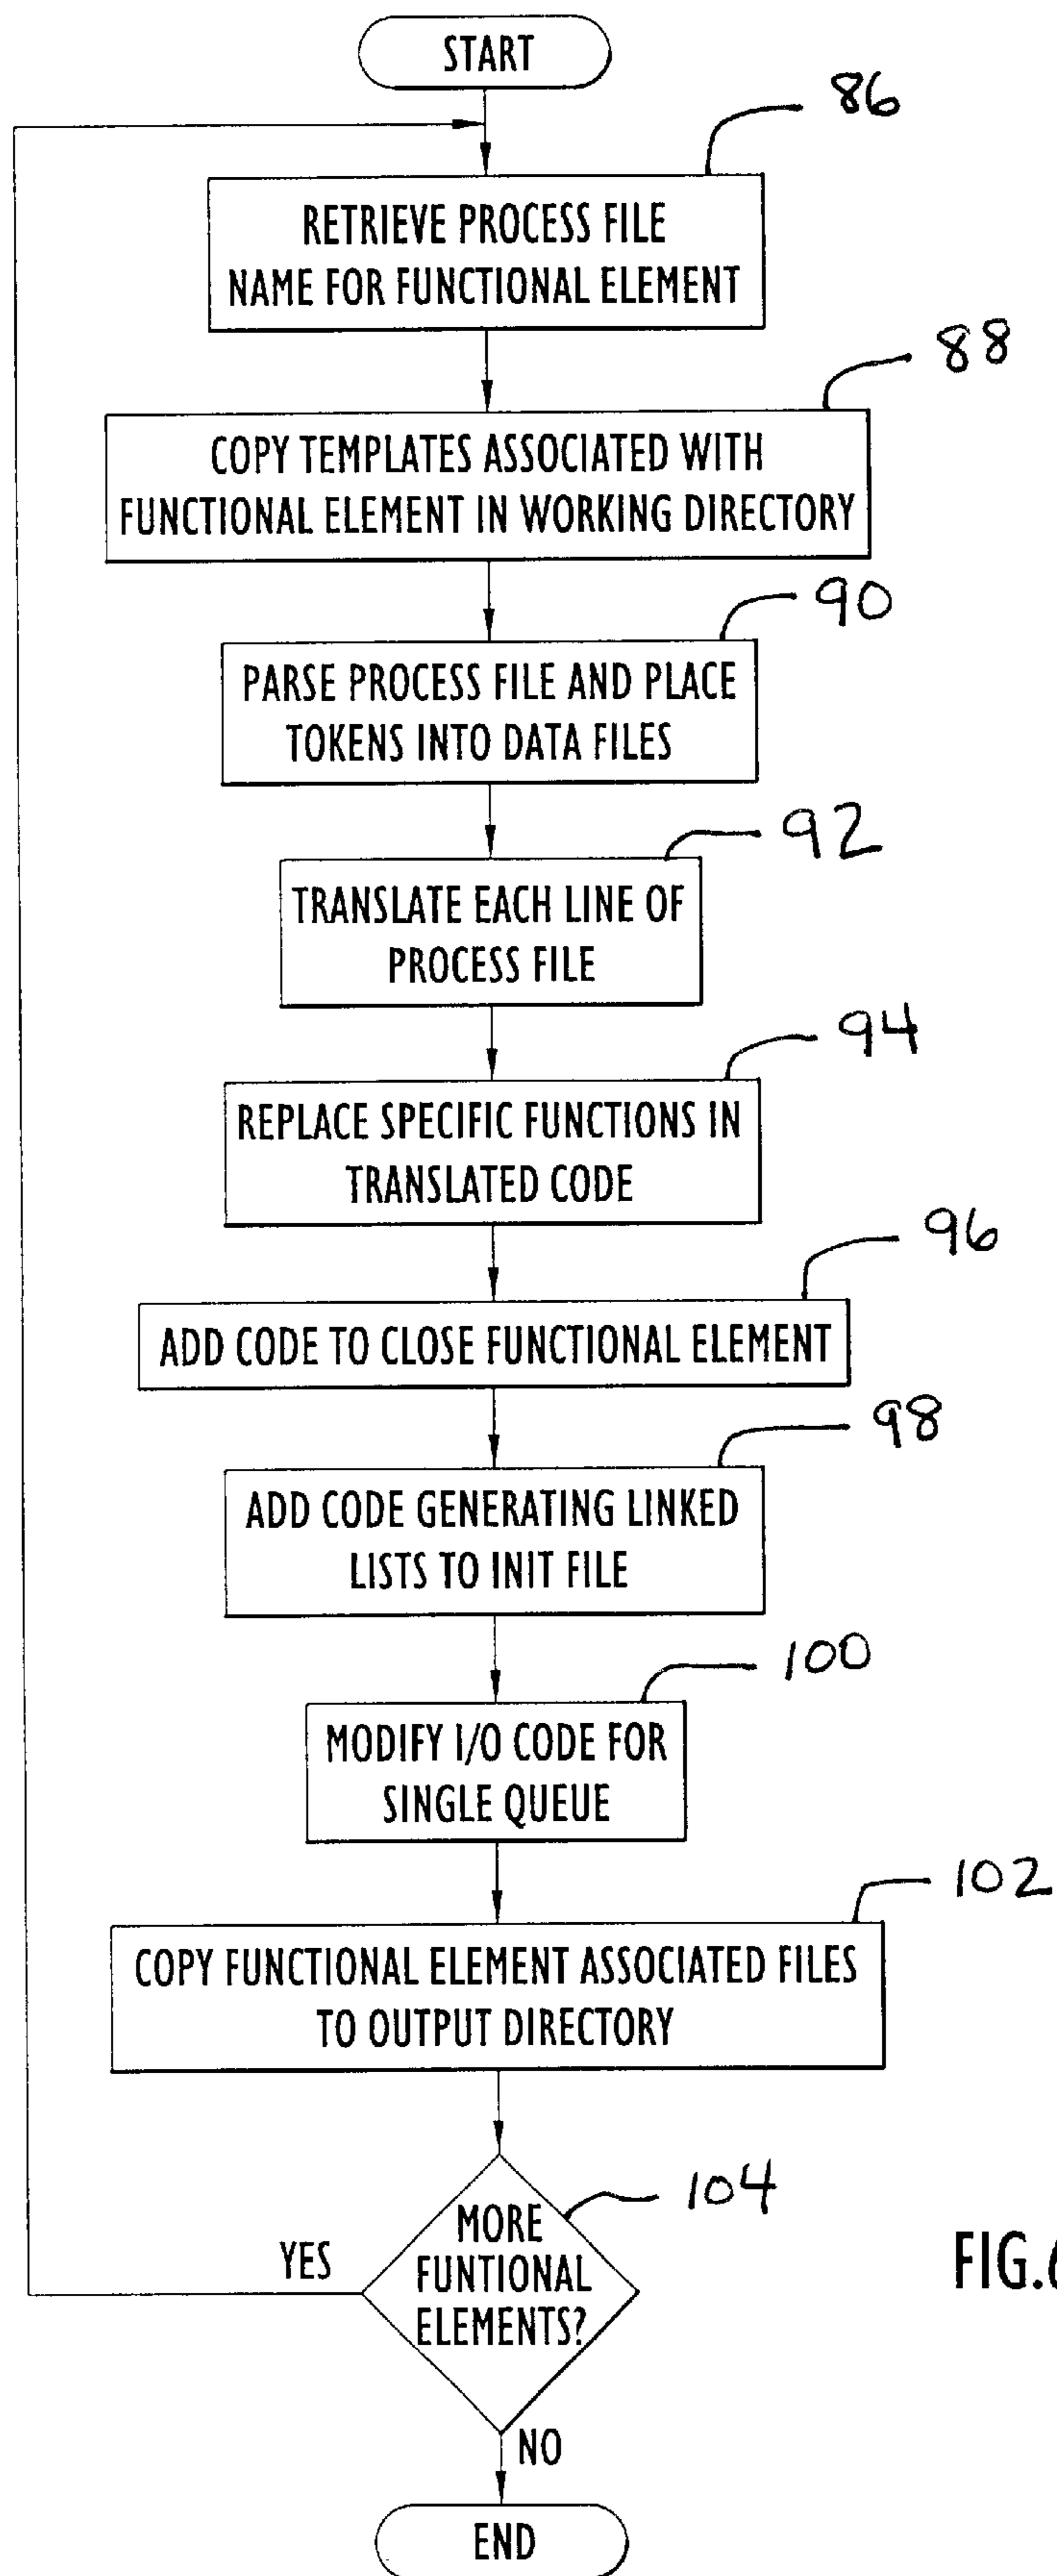 START
86
RETRIEVE PROCESS FILE
NAME FOR FUNCTIONAL ELEMENT
88
COPY TEMPLATES ASSOCIATED WITH
FUNCTIONAL ELEMENT IN WORKING DIRECTORY
90
PARSE PROCESS FILE AND PLACE
TOKENS INTO DATA FILES
92
TRANSLATE EACH LINE OF
PROCESS FILE
94
REPLACE SPECIFIC FUNCTIONS IN
TRANSLATED CODE
96
ADD CODE TO CLOSE FUNCTIONAL ELEMENT
98
ADD CODE GENERATING LINKED
LISTS TO INIT FILE
100
MODIFY I/O CODE FOR
SINGLE QUEUE
102
COPY FUNCTIONAL ELEMENT ASSOCIATED FILES
TO OUTPUT DIRECTORY
104
MORE
FUNTIONAL
ELEMENTS?
YES
FIG.6
NO
END